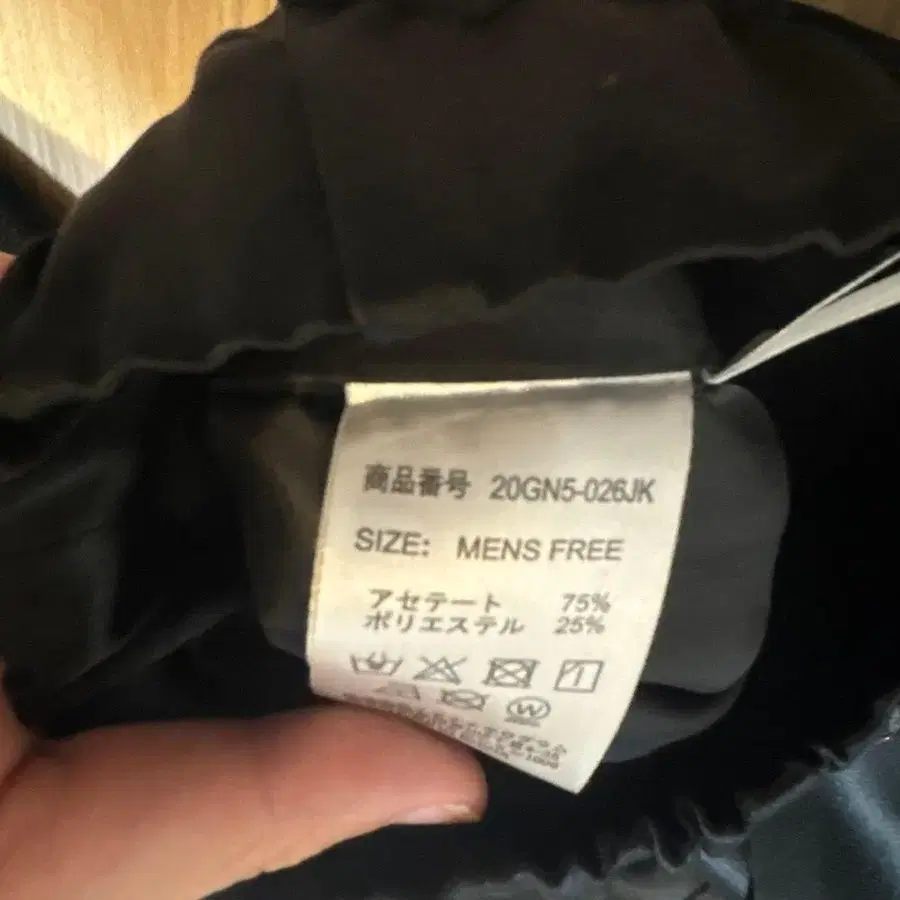 商品番号 20GN5-026JK
SIZE: MENS FREE
アセテート 75%
ポリエステル 25%
W